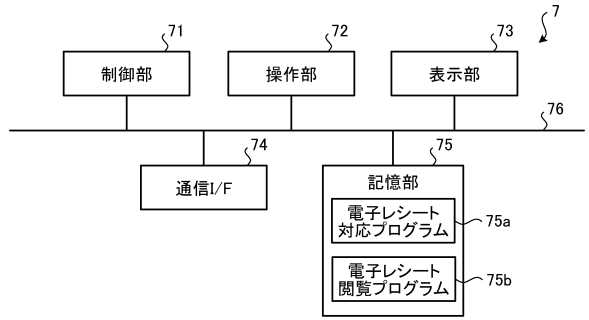 7
71
72
73
制御部
操作部
表示部
76
74
75
通信I/F
記憶部
電子レシート
対応プログラム
75a
電子レシート
閲覧プログラム
75b